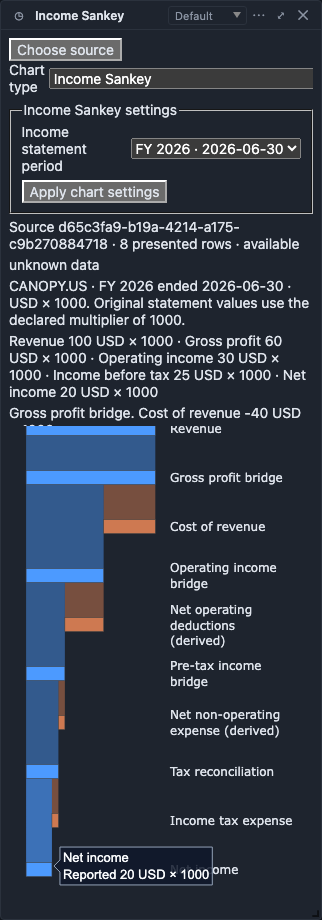 Income Sankey
Default
Choose source
Chart
type
Income Sankey
Income Sankey settings
Income
statement
period
FY 2026 · 2026-06-30
Apply chart settings
Source d65c3fa9-b19a-4214-a175-
c9b270884718 · 8 presented rows · available
unknown data
CANOPY.US · FY 2026 ended 2026-06-30 ·
USD × 1000. Original statement values use the
declared multiplier of 1000.
Revenue 100 USD × 1000 · Gross profit 60
USD × 1000 · Operating income 30 USD ×
1000 · Income before tax 25 USD × 1000 · Net
income 20 USD × 1000
Gross profit bridge. Cost of revenue -40 USD
Revenue
Gross profit bridge
Cost of revenue
Operating income
bridge
Net operating
deductions
(derived)
Pre-tax income
bridge
Net non-operating
expense (derived)
Tax reconciliation
Income tax expense
Net income
Net income
Reported 20 USD × 1000